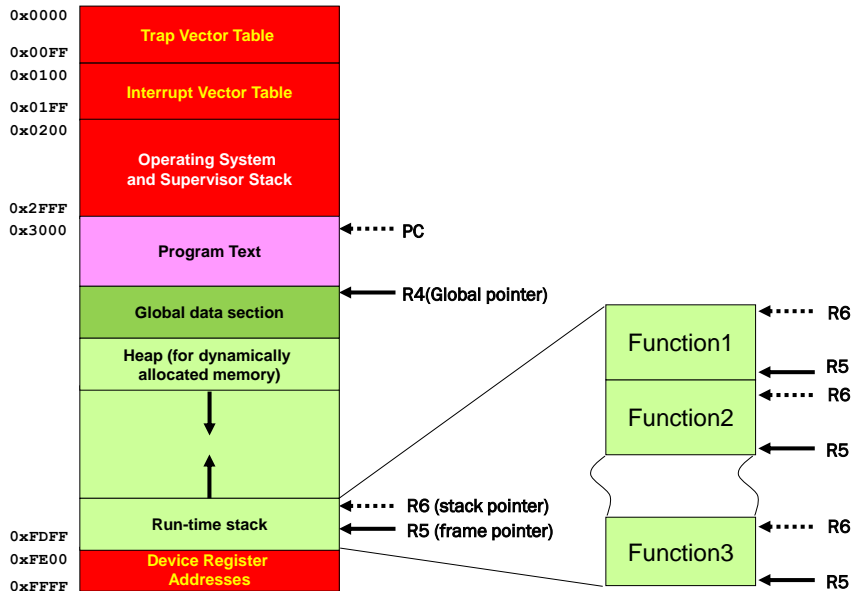 0x0000
Trap Vector Table
0x00FF
0x0100
Interrupt Vector Table
0x01FF
0x0200
Operating System
and Supervisor Stack
0x2FFF
0x3000
PC
Program Text
R4(Global pointer)
Global data section
Heap (for dynamically
allocated memory)
R6 (stack pointer)
Run-time stack
R5 (frame pointer)
0xFDFF
0xFE00
Device Register
Addresses
0xFFFF
R6
Function1
R5
R6
Function2
R5
R6
Function3
R5